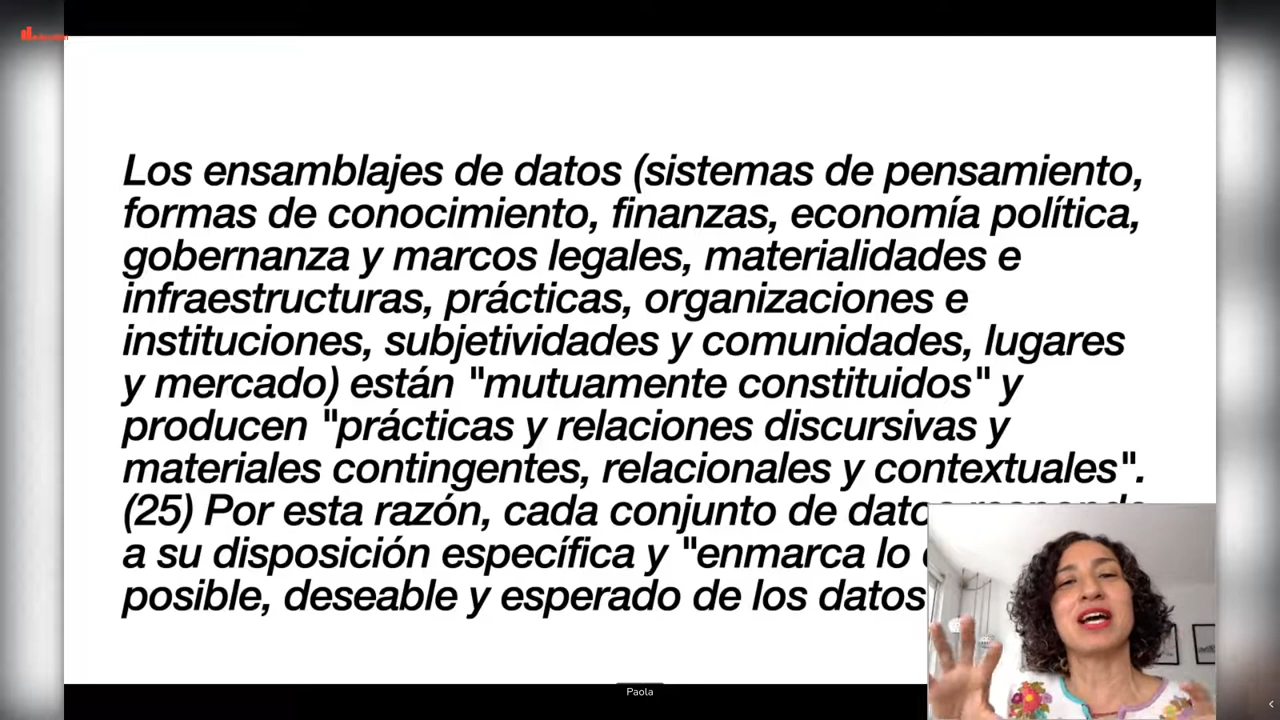 Los ensamblajes de datos (sistemas de pensamiento,
formas de conocimiento, finanzas, economía política,
gobernanza y marcos legales, materialidades e
infraestructuras, prácticas, organizaciones e
instituciones, subjetividades y comunidades, lugares
y mercado) están "mutuamente constituidos" y
producen "prácticas y relaciones discursivas y
materiales contingentes, relacionales y contextuales".
(25) Por esta razón, cada conjunto de
a su disposición específica y "enmarca lo
posible, deseable y esperado de los datos
Paola